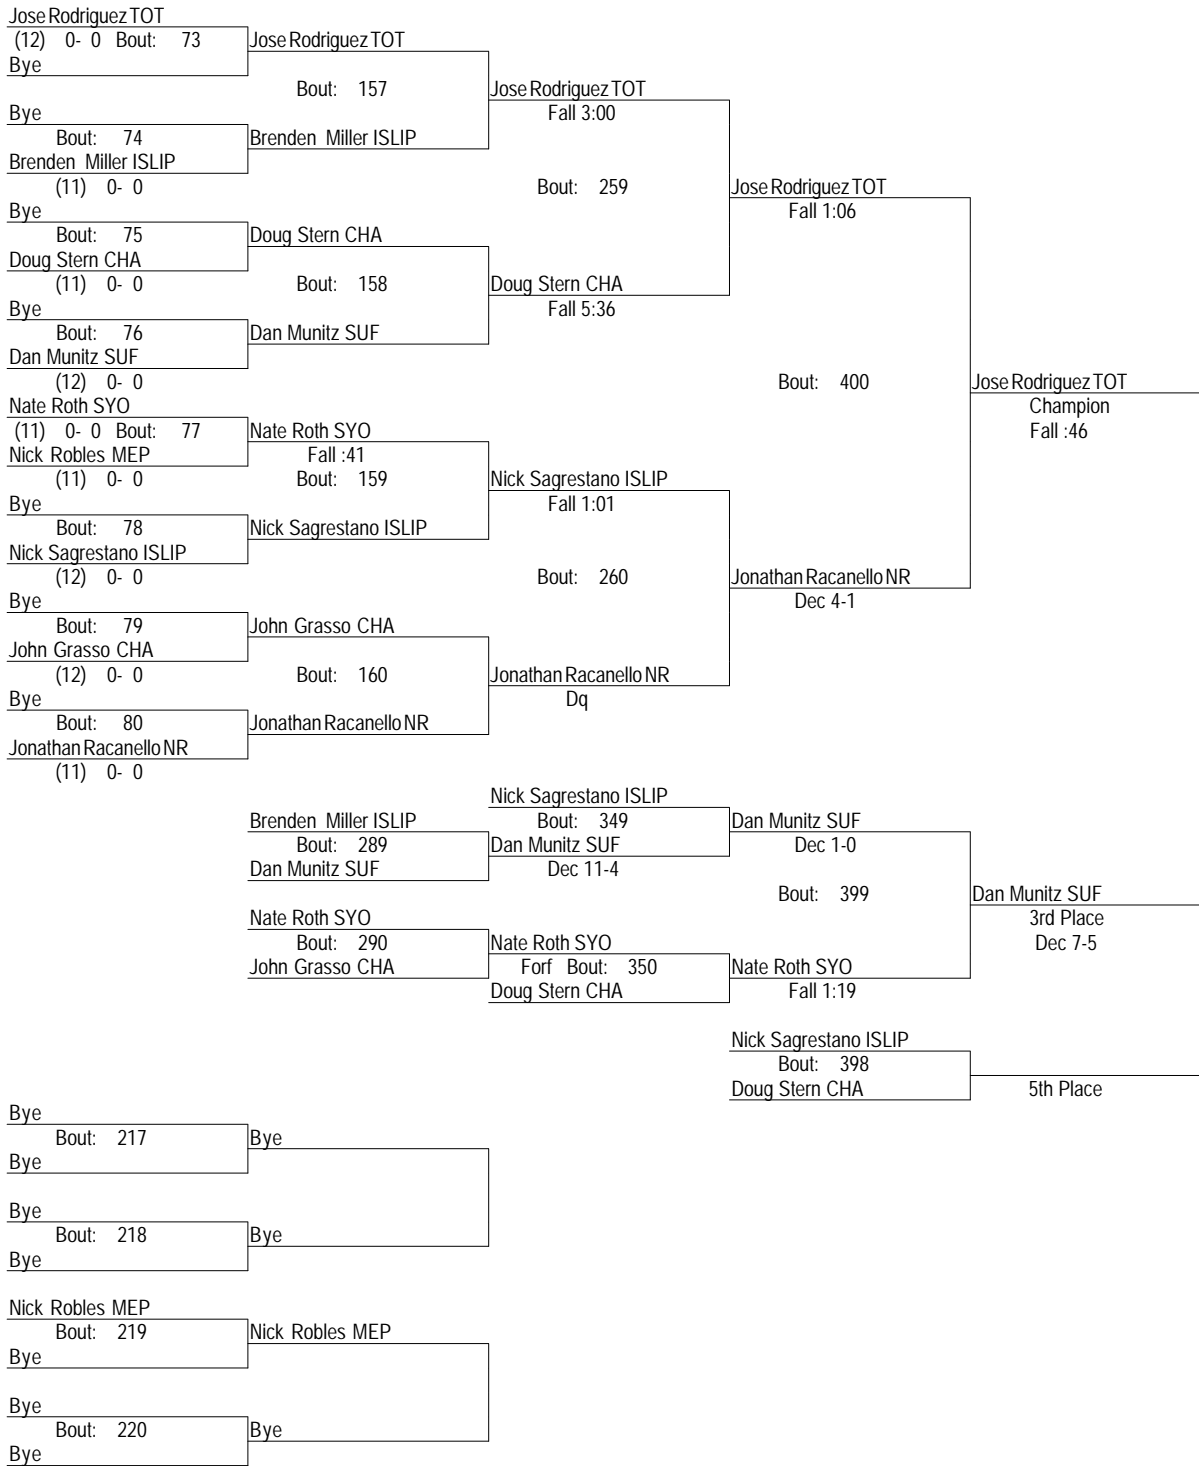 Jose Rodriguez TOT
(12) 0- 0 Bout: 73 Jose Rodriguez TOT
Bye
Bout: 157 Jose Rodriguez TOT
Bye Fall 3:00
Bout: 74 Brenden Miller ISLIP
Brenden Miller ISLIP
(11) 0- 0 Bout: 259 Jose Rodriguez TOT
Bye Fall 1:06
Bout: 75 Doug Stern CHA
Doug Stern CHA
(11) 0- 0 Bout: 158 Doug Stern CHA
Bye Fall 5:36
Bout: 76 Dan Munitz SUF
Dan Munitz SUF
(12) 0- 0 Bout: 400 Jose Rodriguez TOT
Nate Roth SYO Champion
(11) 0- 0 Bout: 77 Nate Roth SYO Fall :46
Nick Robles MEP Fall :41
(11) 0- 0 Bout: 159 Nick Sagrestano ISLIP
Bye Fall 1:01
Bout: 78 Nick Sagrestano ISLIP
Nick Sagrestano ISLIP
(12) 0- 0 Bout: 260 Jonathan Racanello NR
Bye Dec 4-1
Bout: 79 John Grasso CHA
John Grasso CHA
(12) 0- 0 Bout: 160 Jonathan Racanello NR
Bye Dq
Bout: 80 Jonathan Racanello NR
Jonathan Racanello NR
(11) 0- 0
Nick Sagrestano ISLIP
Brenden Miller ISLIP Bout: 349 Dan Munitz SUF
Bout: 289 Dan Munitz SUF Dec 1-0
Dan Munitz SUF Dec 11-4
Bout: 399 Dan Munitz SUF
Nate Roth SYO 3rd Place
Bout: 290 Nate Roth SYO Dec 7-5
John Grasso CHA Forf Bout: 350 Nate Roth SYO
Doug Stern CHA Fall 1:19
Nick Sagrestano ISLIP
Bout: 398
Doug Stern CHA 5th Place
Bye
Bout: 217 Bye
Bye
Bye
Bout: 218 Bye
Bye
Nick Robles MEP
Bout: 219 Nick Robles MEP
Bye
Bye
Bout: 220 Bye
Bye